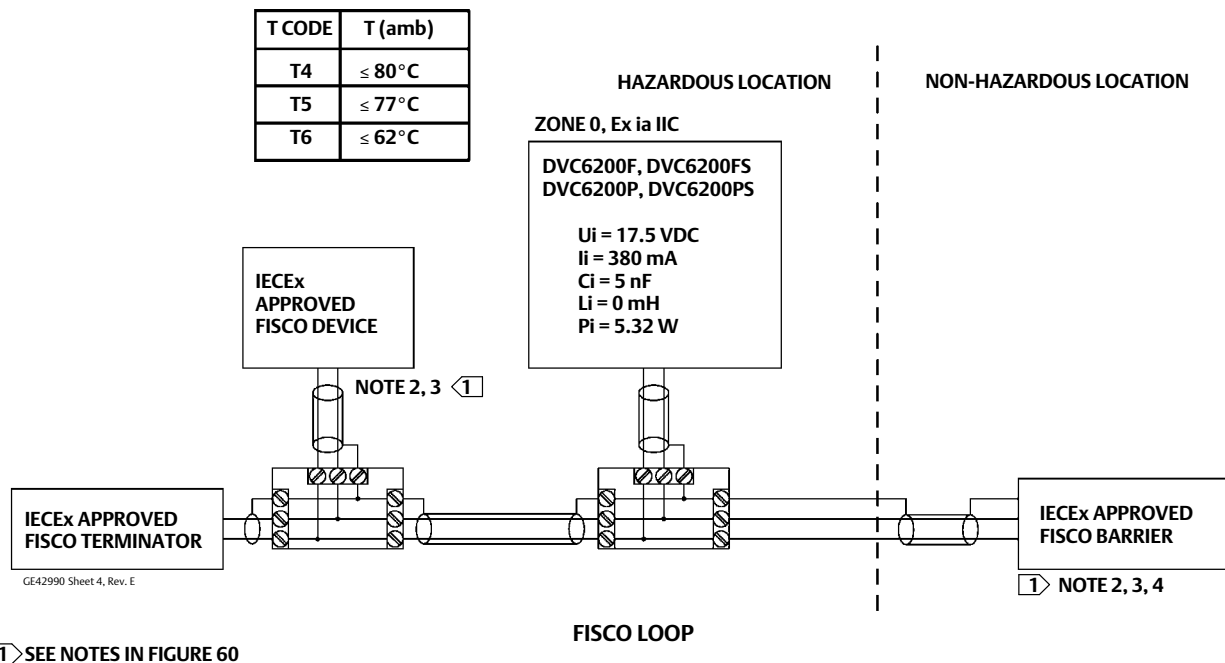 T CODE T (amb)
T4 ≤ 80°C
T5 ≤ 77°C
T6 ≤ 62°C
HAZARDOUS LOCATION
NON-HAZARDOUS LOCATION
ZONE 0, Ex ia IIC
DVC6200F, DVC6200FS
DVC6200P, DVC6200PS
Ui = 17.5 VDC
Ii = 380 mA
Ci = 5 nF
Li = 0 mH
Pi = 5.32 W
IECEx
APPROVED
FISCO DEVICE
NOTE 2, 3 1
IECEx APPROVED
FISCO TERMINATOR
IECEx APPROVED
FISCO BARRIER
GE42990 Sheet 4, Rev. E
1 NOTE 2, 3, 4
FISCO LOOP
1 SEE NOTES IN FIGURE 60